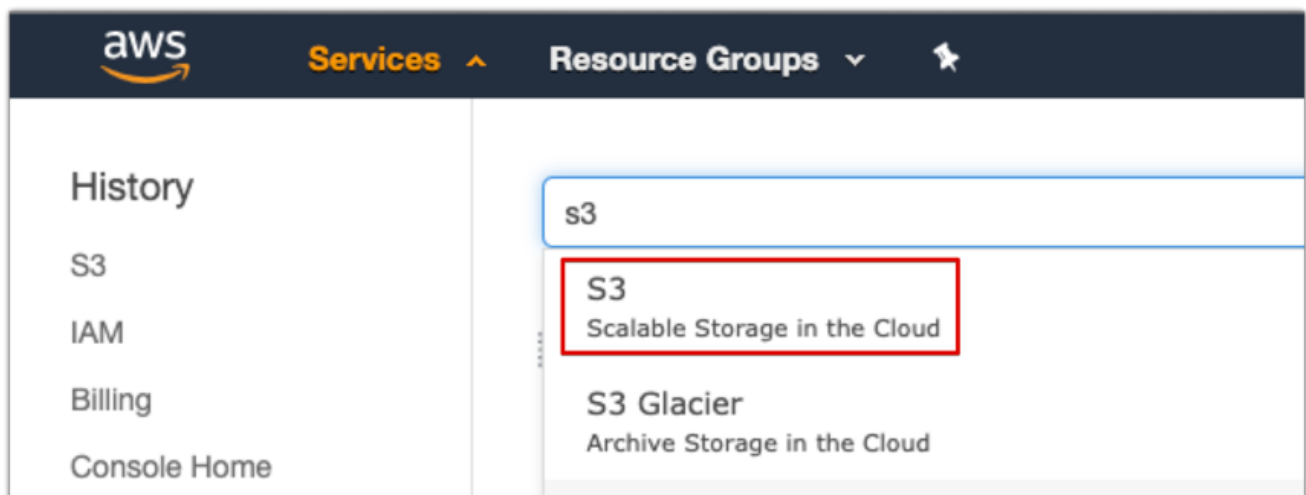 aws
Services
Resource Groups
History
S3
IAM
Billing
Console Home
s3
S3
Scalable Storage in the Cloud
S3 Glacier
Archive Storage in the Cloud